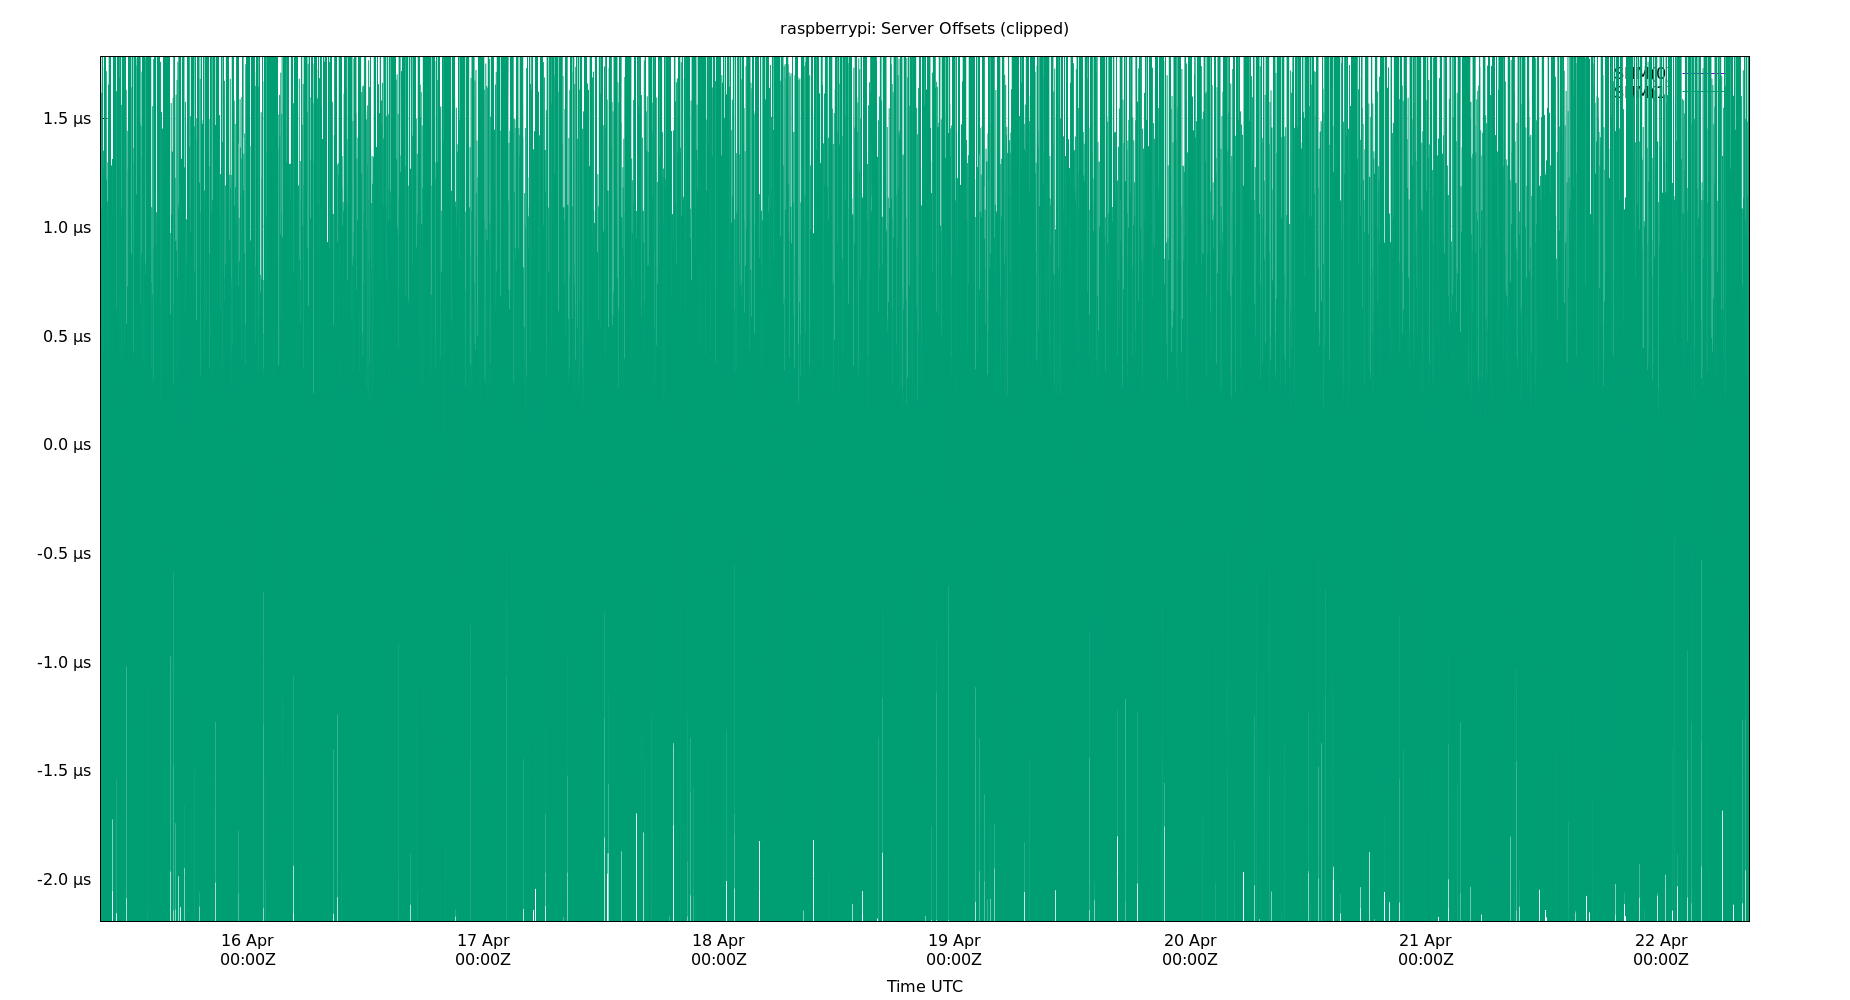 raspberrypi: Server Offsets (clipped)
1.5 µs
1.0 µs
0.5 µs
0.0 µs
-0.5 µs
-1.0 µs
-1.5 µs
-2.0 µs
16 Apr 17 Apr 18 Apr 19 Apr 20 Apr 21 Apr 22 Apr
00:00Z 00:00Z 00:00Z 00:00Z 00:00Z 00:00Z 00:00Z
Time UTC